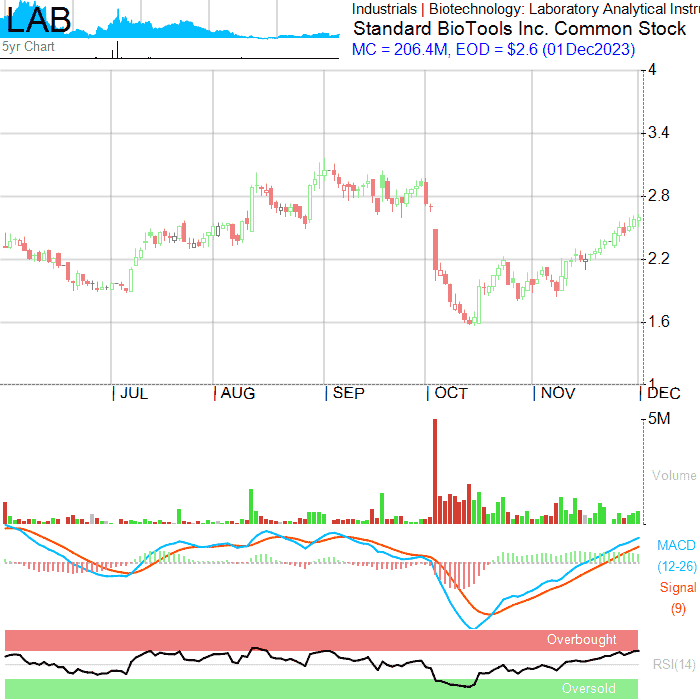 LAB
5yr Chart
Industrials | Biotechnology: Laboratory Analytical Instru
Standard BioTools Inc. Common Stock
MC = 206.4M, EOD = $2.6 (01Dec2023)
4
3.4
2.8
2.2
1.6
1
JUL AUG SEP OCT NOV DEC
5M
Volume
MACD
(12-26)
Signal
(9)
Overbought
RSI(14)
Oversold